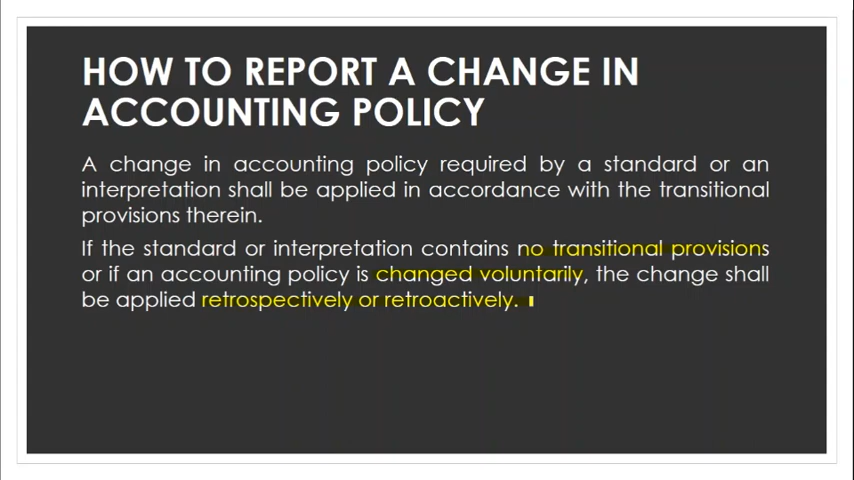 HOW TO REPORT A CHANGE IN
ACCOUNTING POLICY
A change in accounting policy required by a standard or an
interpretation shall be applied in accordance with the transitional
provisions therein.
If the standard or interpretation contains no transitional provisions
or if an accounting policy is changed voluntarily, the change shall
be applied retrospectively or retroactively.